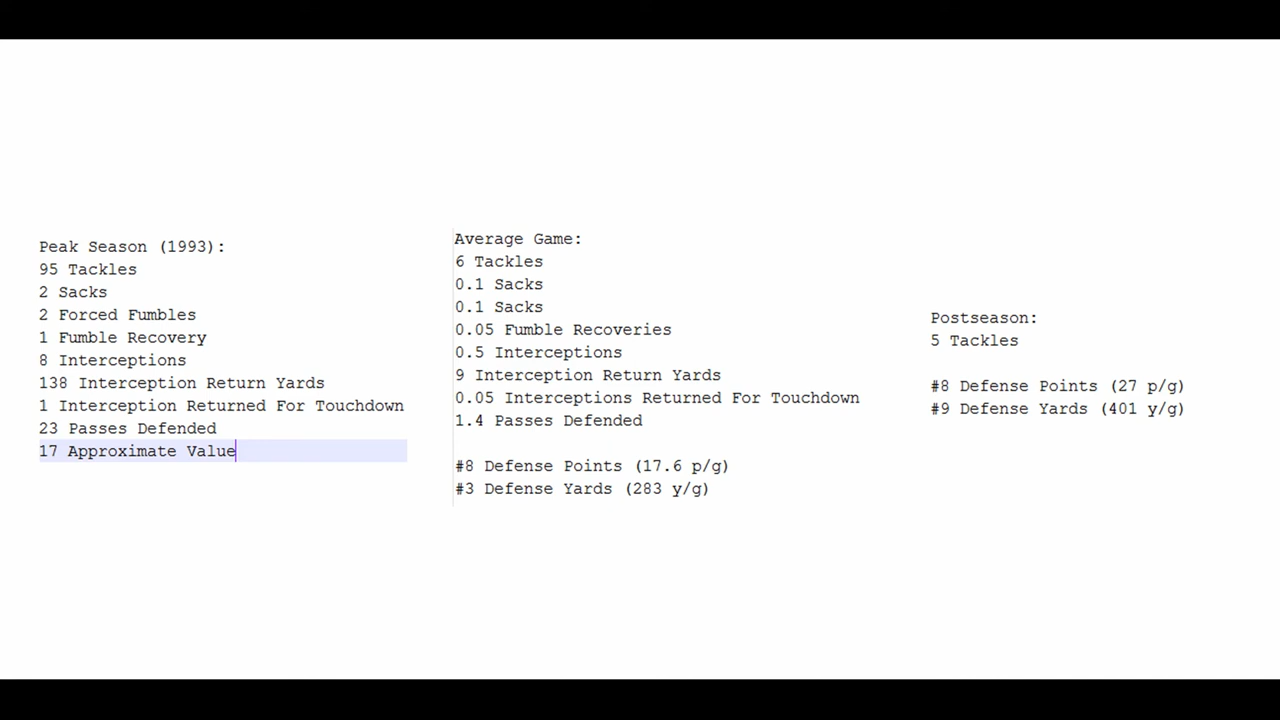 Peak Season (1993):
95 Tackles
2 Sacks
2 Forced Fumbles
1 Fumble Recovery
8 Interceptions
138 Interception Return Yards
1 Interception Returned For Touchdown
23 Passes Defended
17 Approximate Value
Average Game:
6 Tackles
0.1 Sacks
0.1 Sacks
0.05 Fumble Recoveries
0.5 Interceptions
9 Interception Return Yards
0.05 Interceptions Returned For Touchdown
1.4 Passes Defended
#8 Defense Points (17.6 p/g)
#3 Defense Yards (283 y/g)
Postseason:
5 Tackles
#8 Defense Points (27 p/g)
#9 Defense Yards (401 y/g)